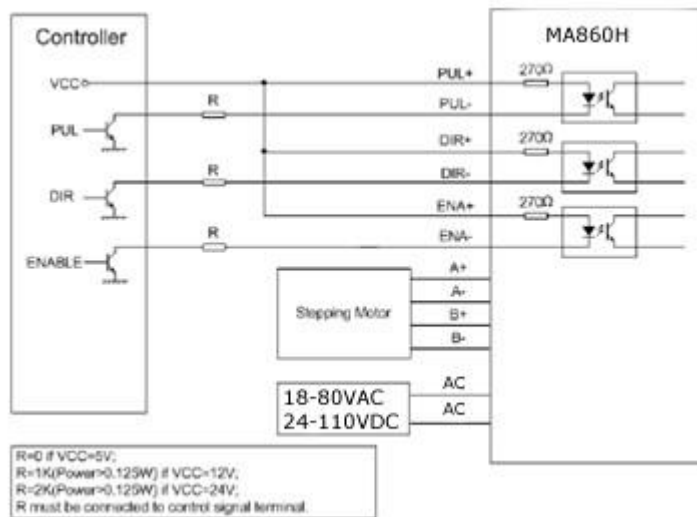 Controller
MA860H
VCC
PUL+
270Ω
R
PUL-
PUL
DIR+
270Ω
R
DIR-
DIR
ENA+
270Ω
R
ENA-
ENABLE
A+
A-
Stepping Motor
B+
B-
18-80VAC
24-110VDC
AC
AC
R=0 if VCC=5V;
R=1K(Power>0.125W) if VCC=12V;
R=2K(Power>0.125W) if VCC=24V;
R must be connected to control signal terminal.